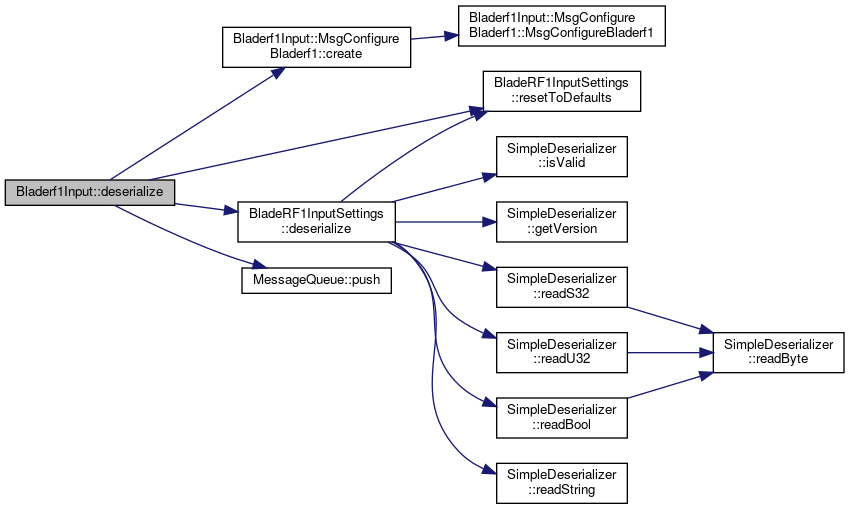 Bladerf1Input::MsgConfigure
Bladerf1::MsgConfigureBladerf1
Bladerf1Input::MsgConfigure
Bladerf1::create
BladeRF1InputSettings
::resetToDefaults
SimpleDeserializer
::isValid
Bladerf1Input::deserialize
BladeRF1InputSettings
::deserialize
SimpleDeserializer
::getVersion
MessageQueue::push
SimpleDeserializer
::readS32
SimpleDeserializer
::readU32
SimpleDeserializer
::readByte
SimpleDeserializer
::readBool
SimpleDeserializer
::readString